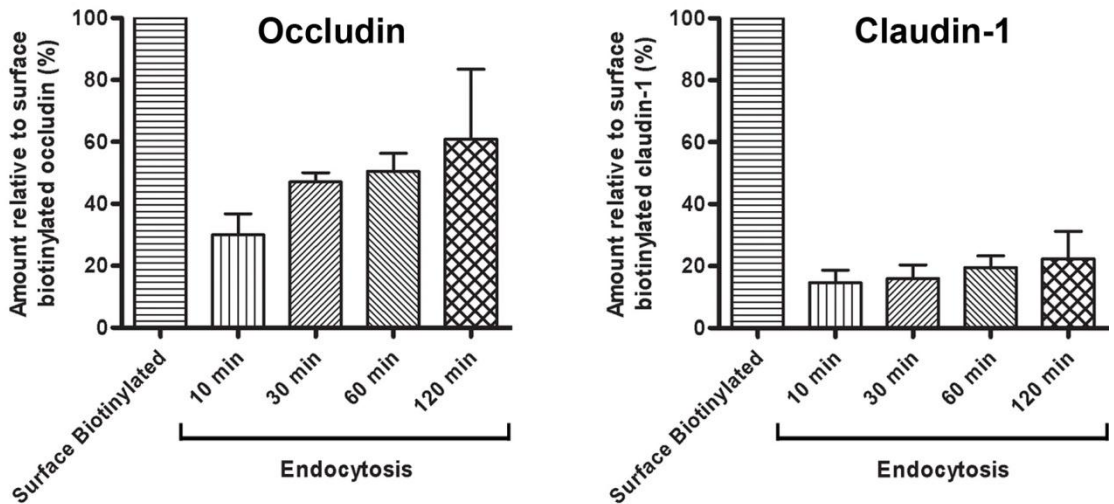 Occludin
Amount relative to surface
biotinylated occludin (%)
100
80
60
40
20
0
Surface Biotinylated
10 min
30 min
60 min
120 min
Endocytosis
Claudin-1
Amount relative to surface
biotinylated claudin-1 (%)
100
80
60
40
20
0
Surface Biotinylated
10 min
30 min
60 min
120 min
Endocytosis